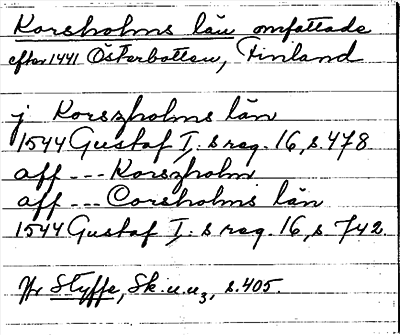 Korsholms län omfattade
efter 1441 Österbotten, Finland
j Korszholms län
1544 Gustaf I:s reg. 16, s. 478
aff --- Korszholm
aff --- Corsholms län
1544 Gustaf I:s reg. 16, s 742
Jfr Styffe, Sk. u. u3, s. 405.